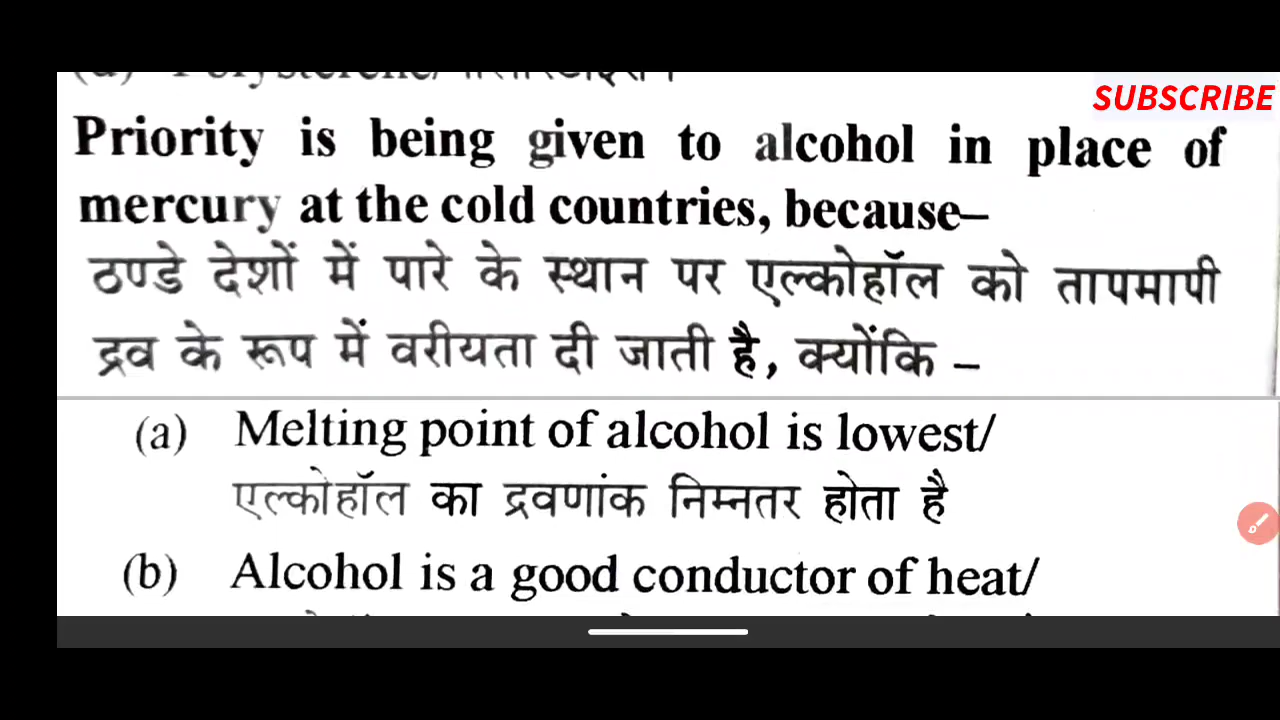 SUBSCRIBE
Priority is being given to alcohol in place of
mercury at the cold countries, because–
ठण्डे देशों में पारे के स्थान पर एल्कोहॉल को तापमापी
द्रव के रूप में वरीयता दी जाती है, क्योंकि –
(a) Melting point of alcohol is lowest/
एल्कोहॉल का द्रवणांक निम्नतर होता है
(b) Alcohol is a good conductor of heat/